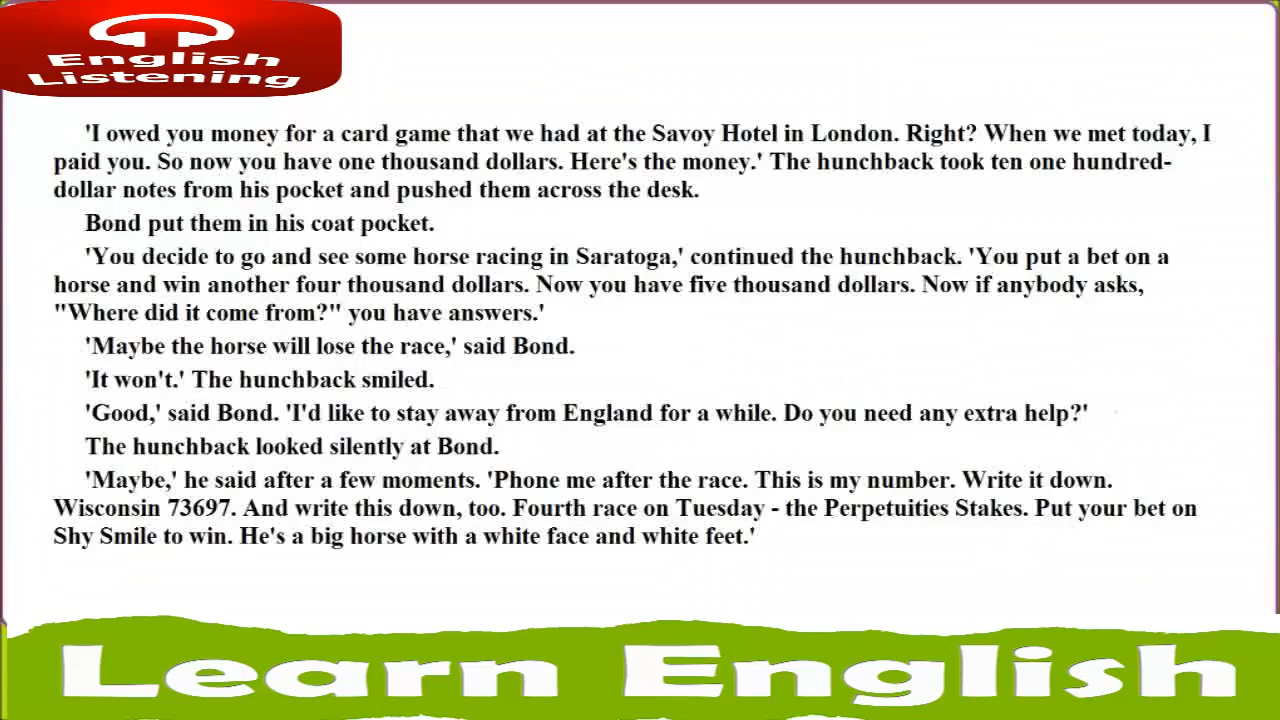 English
Listening
'I owed you money for a card game that we had at the Savoy Hotel in London. Right? When we met today, I
paid you. So now you have one thousand dollars. Here's the money.' The hunchback took ten one hundred-
dollar notes from his pocket and pushed them across the desk.
Bond put them in his coat pocket.
'You decide to go and see some horse racing in Saratoga,' continued the hunchback. 'You put a bet on a
horse and win another four thousand dollars. Now you have five thousand dollars. Now if anybody asks,
"Where did it come from?" you have answers.'
'Maybe the horse will lose the race,' said Bond.
'It won't.' The hunchback smiled.
'Good,' said Bond. 'I'd like to stay away from England for a while. Do you need any extra help?'
The hunchback looked silently at Bond.
'Maybe,' he said after a few moments. 'Phone me after the race. This is my number. Write it down.
Wisconsin 73697. And write this down, too. Fourth race on Tuesday - the Perpetuities Stakes. Put your bet on
Shy Smile to win. He's a big horse with a white face and white feet.'
Learn English